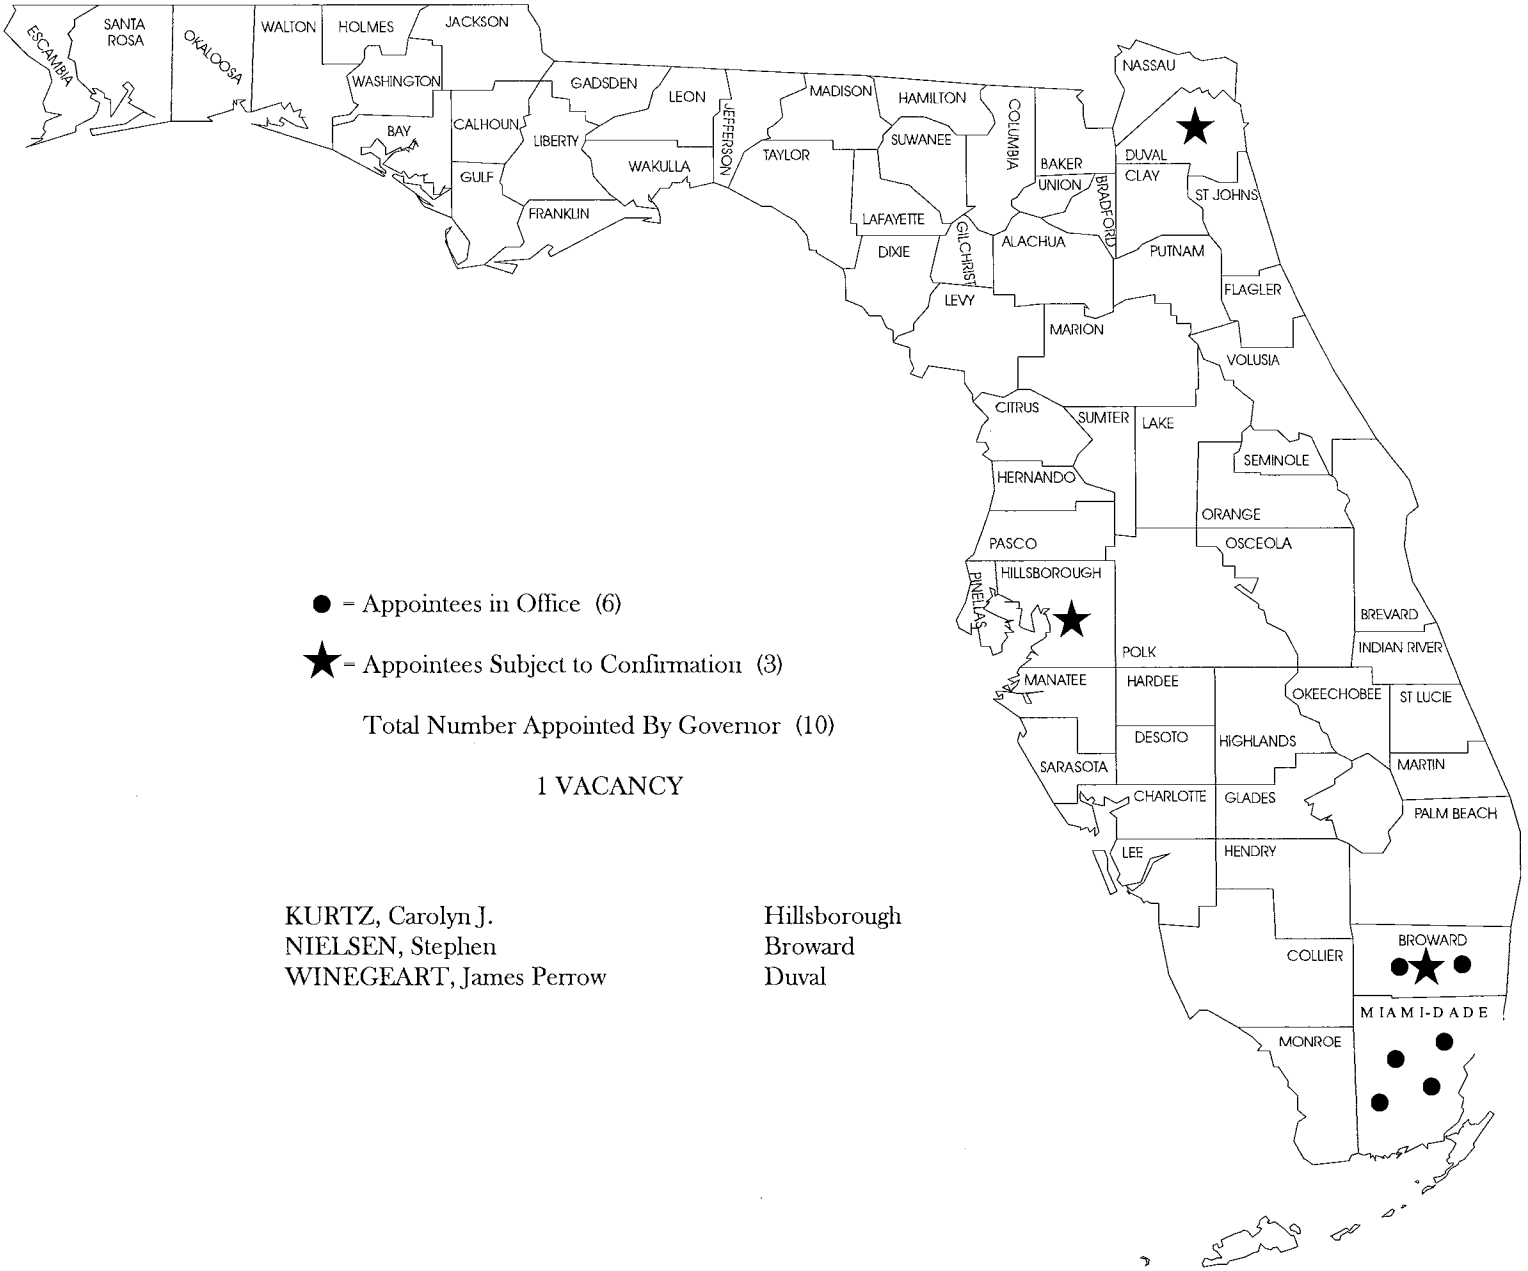 ESCAMBIA
SANTA
ROSA
OKALOOSA
WALTON
HOLMES
JACKSON
WASHINGTON
BAY
CALHOUN
GULF
GADSDEN
LIBERTY
FRANKLIN
LEON
WAKULLA
JEFFERSON
MADISON
TAYLOR
HAMILTON
SUWANEE
LAFAYETTE
DIXIE
COLUMBIA
GILCHRIST
LEVY
BAKER
UNION
BRADFORD
ALACHUA
NASSAU
DUVAL
CLAY
ST JOHNS
PUTNAM
FLAGLER
MARION
VOLUSIA
CITRUS
SUMTER
LAKE
SEMINOLE
HERNANDO
ORANGE
PASCO
OSCEOLA
PINELLAS
HILLSBOROUGH
POLK
BREVARD
INDIAN RIVER
MANATEE
HARDEE
OKEECHOBEE
ST LUCIE
SARASOTA
DESOTO
HIGHLANDS
MARTIN
CHARLOTTE
GLADES
PALM BEACH
LEE
HENDRY
COLLIER
BROWARD
MIAMI-DADE
MONROE
= Appointees in Office (6)
= Appointees Subject to Confirmation (3)
Total Number Appointed By Governor (10)
1 VACANCY
KURTZ, Carolyn J. Hillsborough
NIELSEN, Stephen Broward
WINEGEART, James Perrow Duval